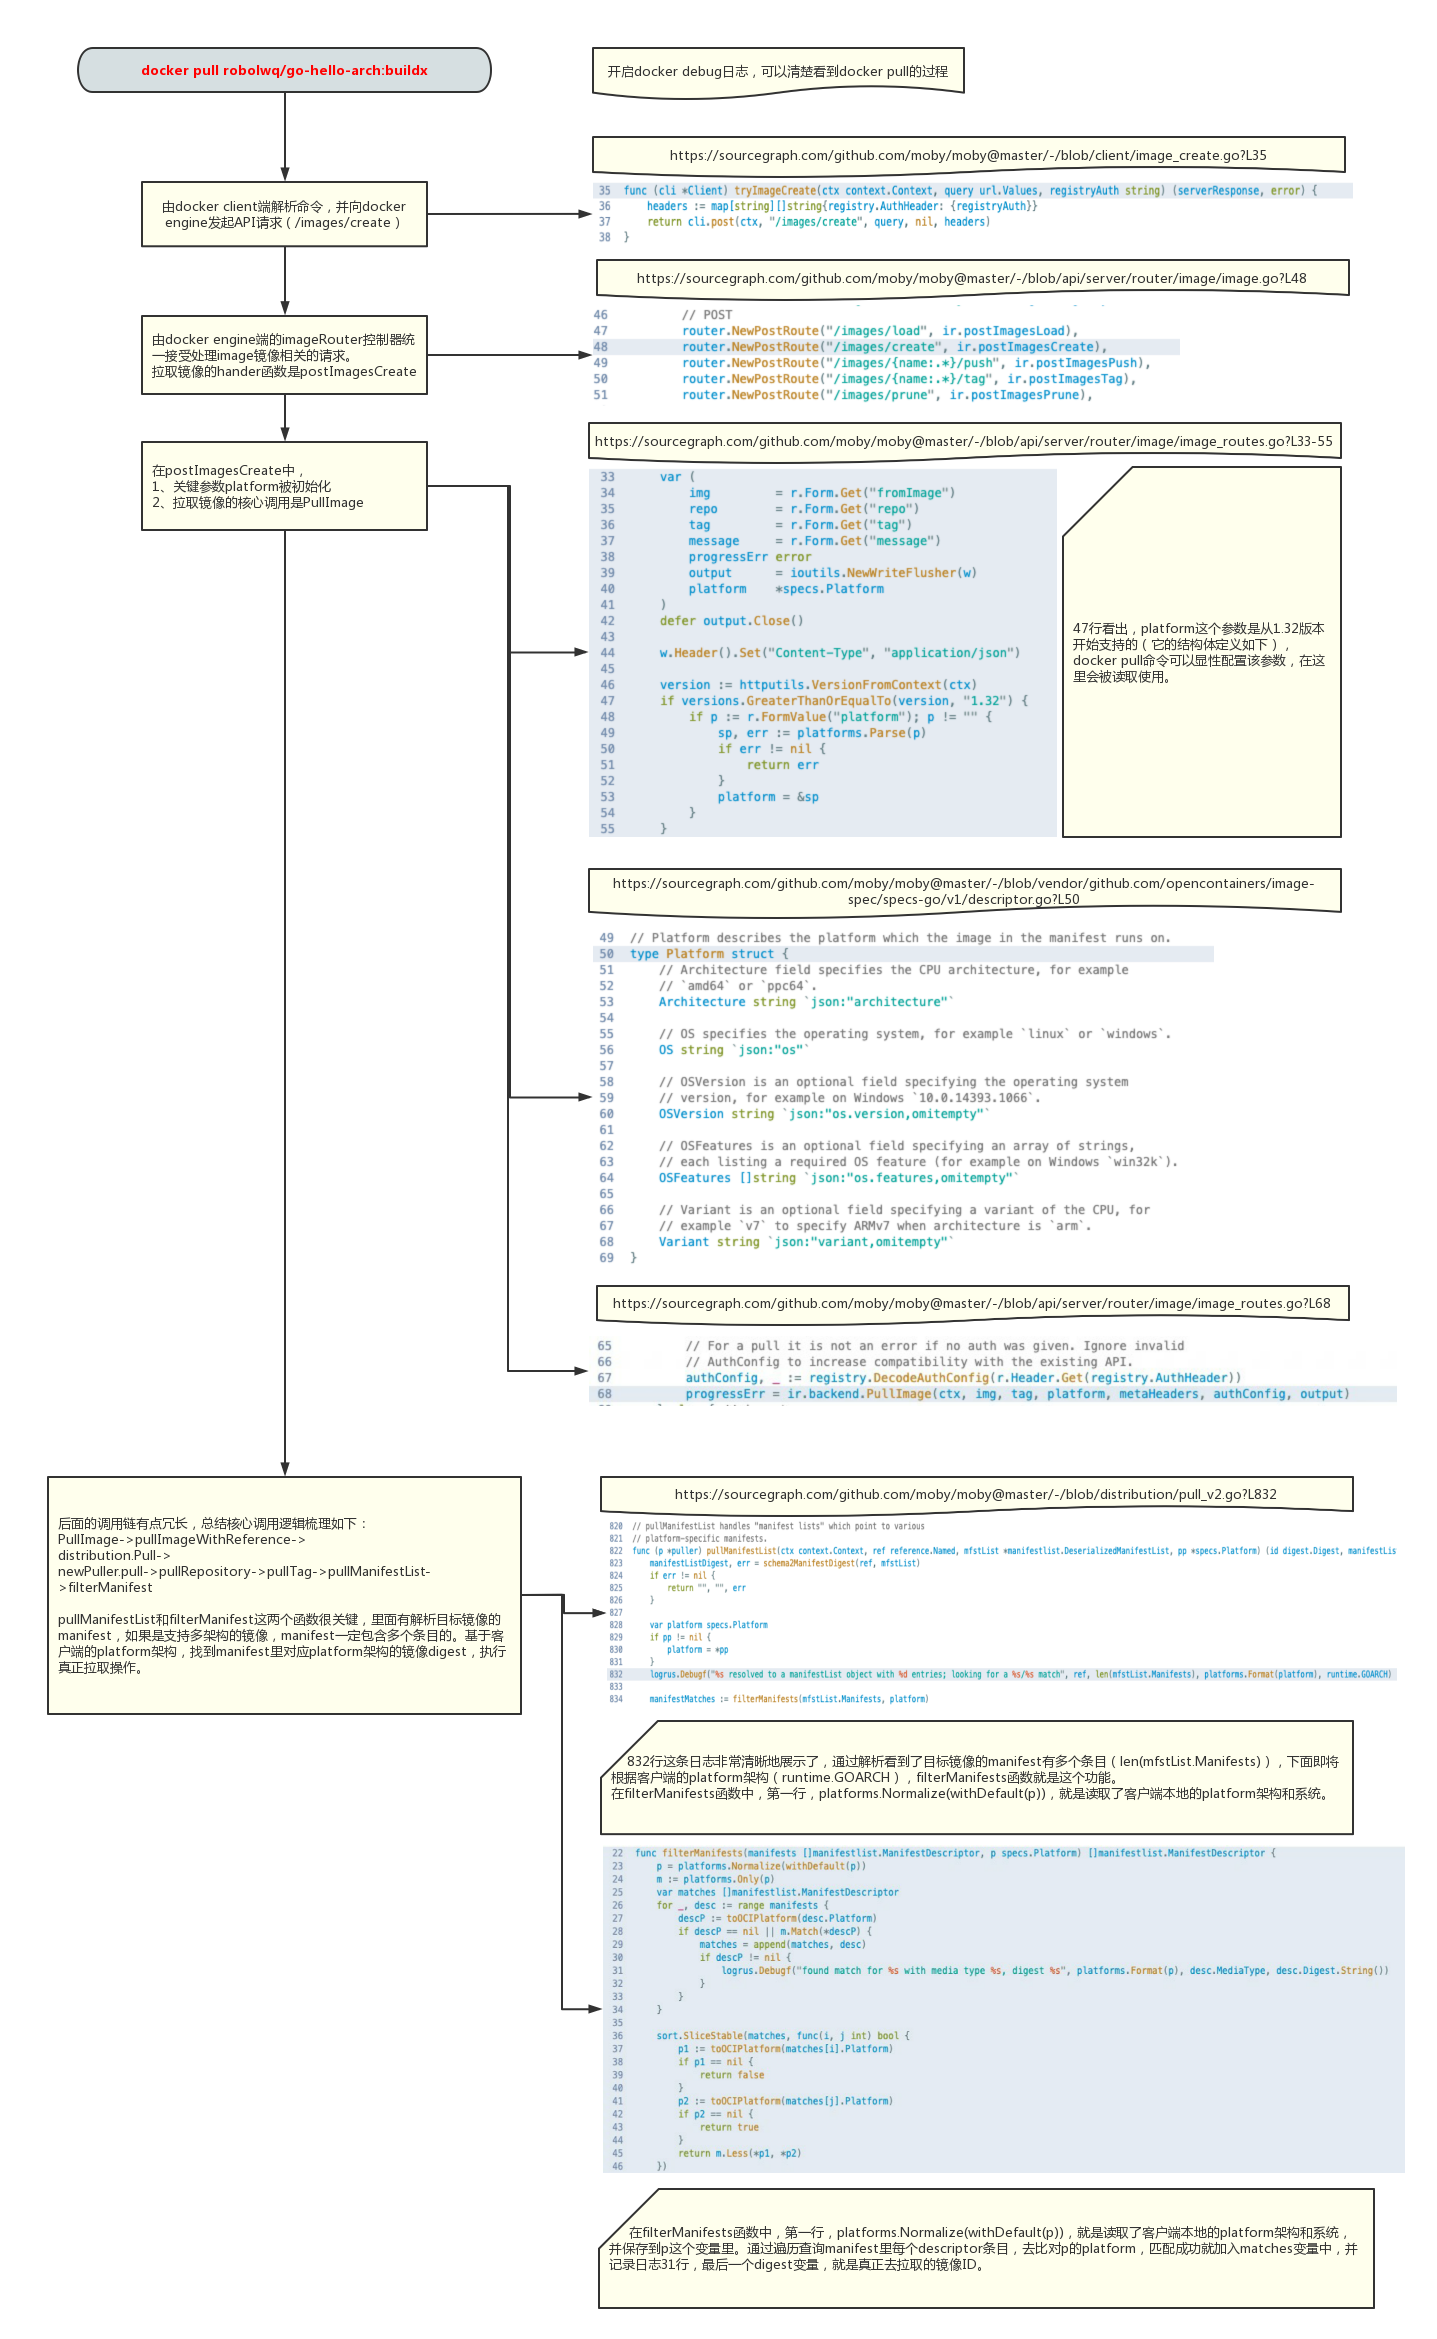 docker pull robolwq/go-hello-arch:buildx
开启docker debug日志，可以清楚看到docker pull的过程
由docker client端解析命令，并向docker
engine发起API请求（/images/create）
https://sourcegraph.com/github.com/moby/moby@master/-/blob/client/image_create.go?L35
35 func (cli *Client) tryImageCreate(ctx context.Context, query url.Values, registryAuth string) (serverResponse, error) {
36 headers := map[string][]string{registry.AuthHeader: {registryAuth}}
37 return cli.post(ctx, "/images/create", query, nil, headers)
38 }
由docker engine端的imageRouter控制器统
一接受处理image镜像相关的请求。
拉取镜像的hander函数是postImagesCreate
https://sourcegraph.com/github.com/moby/moby@master/-/blob/api/server/router/image/image.go?L48
46 // POST
47 router.NewPostRoute("/images/load", ir.postImagesLoad),
48 router.NewPostRoute("/images/create", ir.postImagesCreate),
49 router.NewPostRoute("/images/{name:.*}/push", ir.postImagesPush),
50 router.NewPostRoute("/images/{name:.*}/tag", ir.postImagesTag),
51 router.NewPostRoute("/images/prune", ir.postImagesPrune),
在postImagesCreate中，
1、关键参数platform被初始化
2、拉取镜像的核心调用是PullImage
https://sourcegraph.com/github.com/moby/moby@master/-/blob/api/server/router/image/image_routes.go?L33-55
33 var (
34 img = r.Form.Get("fromImage")
35 repo = r.Form.Get("repo")
36 tag = r.Form.Get("tag")
37 message = r.Form.Get("message")
38 progressErr error
39 output = ioutils.NewWriteFlusher(w)
40 platform *specs.Platform
41 )
42 defer output.Close()
43
44 w.Header().Set("Content-Type", "application/json")
45
46 version := httputils.VersionFromContext(ctx)
47 if versions.GreaterThanOrEqualTo(version, "1.32") {
48 if p := r.FormValue("platform"); p != "" {
49 sp, err := platforms.Parse(p)
50 if err != nil {
51 return err
52 }
53 platform = &sp
54 }
55 }
47行看出，platform这个参数是从1.32版本
开始支持的（它的结构体定义如下），
docker pull命令可以显性配置该参数，在这
里会被读取使用。
https://sourcegraph.com/github.com/moby/moby@master/-/blob/vendor/github.com/opencontainers/image-
spec/specs-go/v1/descriptor.go?L50
49 // Platform describes the platform which the image in the manifest runs on.
50 type Platform struct {
51 // Architecture field specifies the CPU architecture, for example
52 // `amd64` or `ppc64`.
53 Architecture string `json:"architecture"`
54
55 // OS specifies the operating system, for example `linux` or `windows`.
56 OS string `json:"os"`
57
58 // OSVersion is an optional field specifying the operating system
59 // version, for example on Windows `10.0.14393.1066`.
60 OSVersion string `json:"os.version,omitempty"`
61
62 // OSFeatures is an optional field specifying an array of strings,
63 // each listing a required OS feature (for example on Windows `win32k`).
64 OSFeatures []string `json:"os.features,omitempty"`
65
66 // Variant is an optional field specifying a variant of the CPU, for
67 // example `v7` to specify ARMv7 when architecture is `arm`.
68 Variant string `json:"variant,omitempty"`
69 }
https://sourcegraph.com/github.com/moby/moby@master/-/blob/api/server/router/image/image_routes.go?L68
65 // For a pull it is not an error if no auth was given. Ignore invalid
66 // AuthConfig to increase compatibility with the existing API.
67 authConfig, _ := registry.DecodeAuthConfig(r.Header.Get(registry.AuthHeader))
68 progressErr = ir.backend.PullImage(ctx, img, tag, platform, metaHeaders, authConfig, output)
后面的调用链有点冗长，总结核心调用逻辑梳理如下：
PullImage->pullImageWithReference->
distribution.Pull->
newPuller.pull->pullRepository->pullTag->pullManifestList-
>filterManifest
pullManifestList和filterManifest这两个函数很关键，里面有解析目标镜像的
manifest，如果是支持多架构的镜像，manifest一定包含多个条目的。基于客
户端的platform架构，找到manifest里对应platform架构的镜像digest，执行
真正拉取操作。
https://sourcegraph.com/github.com/moby/moby@master/-/blob/distribution/pull_v2.go?L832
820 // pullManifestList handles "manifest lists" which point to various
821 // platform-specific manifests.
822 func (p *puller) pullManifestList(ctx context.Context, ref reference.Named, mfstList *manifestlist.DeserializedManifestList, pp *specs.Platform) (id digest.Digest, manifestLis
823 manifestListDigest, err = schema2ManifestDigest(ref, mfstList)
824 if err != nil {
825 return "", "", err
826 }
827
828 var platform specs.Platform
829 if pp != nil {
830 platform = *pp
831 }
832 logrus.Debugf("%s resolved to a manifestList object with %d entries; looking for a %s/%s match", ref, len(mfstList.Manifests), platforms.Format(platform), runtime.GOARCH)
833
834 manifestMatches := filterManifests(mfstList.Manifests, platform)
832行这条日志非常清晰地展示了，通过解析看到了目标镜像的manifest有多个条目（len(mfstList.Manifests)），下面即将
根据客户端的platform架构（runtime.GOARCH），filterManifests函数就是这个功能。
在filterManifests函数中，第一行，platforms.Normalize(withDefault(p))，就是读取了客户端本地的platform架构和系统。
22 func filterManifests(manifests []manifestlist.ManifestDescriptor, p specs.Platform) []manifestlist.ManifestDescriptor {
23 p = platforms.Normalize(withDefault(p))
24 m := platforms.Only(p)
25 var matches []manifestlist.ManifestDescriptor
26 for _, desc := range manifests {
27 descP := toOCIPlatform(desc.Platform)
28 if descP == nil || m.Match(*descP) {
29 matches = append(matches, desc)
30 if descP != nil {
31 logrus.Debugf("found match for %s with media type %s, digest %s", platforms.Format(p), desc.MediaType, desc.Digest.String())
32 }
33 }
34 }
35
36 sort.SliceStable(matches, func(i, j int) bool {
37 p1 := toOCIPlatform(matches[i].Platform)
38 if p1 == nil {
39 return false
40 }
41 p2 := toOCIPlatform(matches[j].Platform)
42 if p2 == nil {
43 return true
44 }
45 return m.Less(*p1, *p2)
46 })
在filterManifests函数中，第一行，platforms.Normalize(withDefault(p))，就是读取了客户端本地的platform架构和系统，
并保存到p这个变量里。通过遍历查询manifest里每个descriptor条目，去比对p的platform，匹配成功就加入matches变量中，并
记录日志31行，最后一个digest变量，就是真正去拉取的镜像ID。